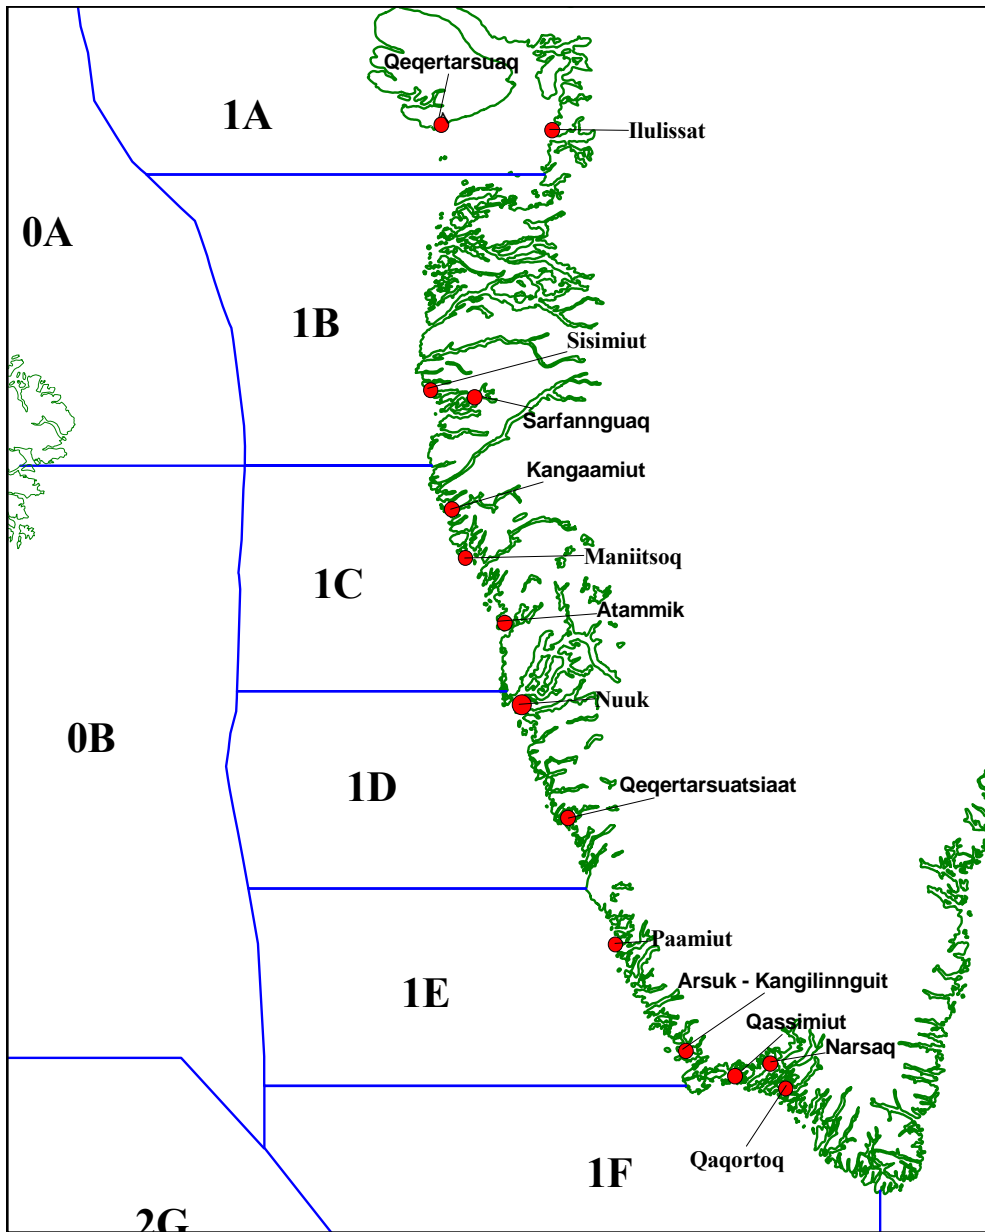 Qeqertarsuaq
1A
Ilulissat
0A
1B
Sisimiut
Sarfannguaq
Kangaamiut
Maniitsoq
1C
Atammik
Nuuk
0B
1D
Qeqertarsuatsiaat
Paamiut
1E
Arsuk - Kangilinnguit
Qassimiut
Narsaq
Qaqortoq
1F
2G